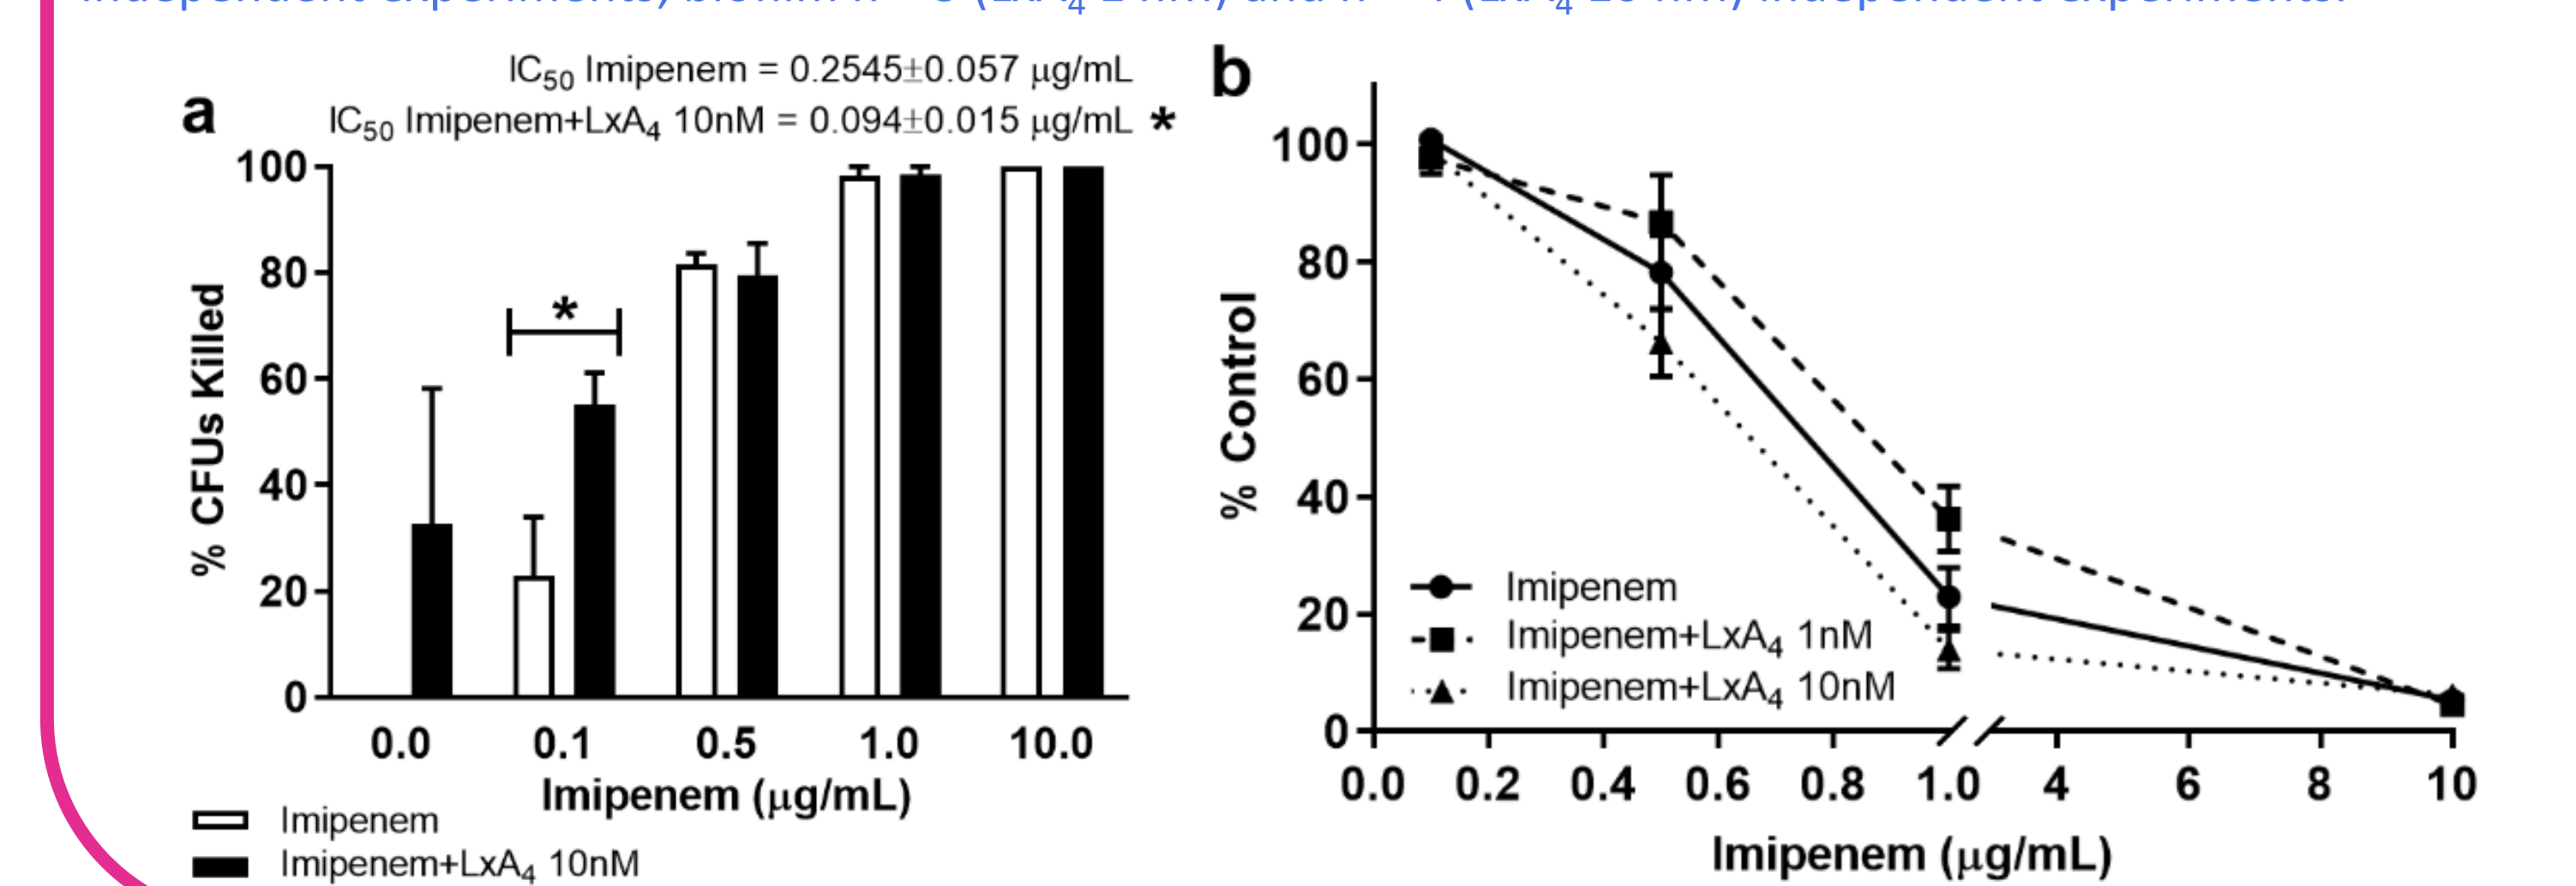 IC50 Imipenem = 0.2545±0.057 μg/mL
a IC50 Imipenem+LxA4 10nM = 0.094±0.015 μg/mL *
100
80
60
40
20
0
% CFUs Killed
*
0.0 0.1 0.5 1.0 10.0
Imipenem (μg/mL)
Imipenem
Imipenem+LxA4 10nM
b
100
80
60
40
20
0
% Control
Imipenem
Imipenem+LxA4 1nM
Imipenem+LxA4 10nM
0.0 0.2 0.4 0.6 0.8 1.0 4 6 8 10
Imipenem (μg/mL)